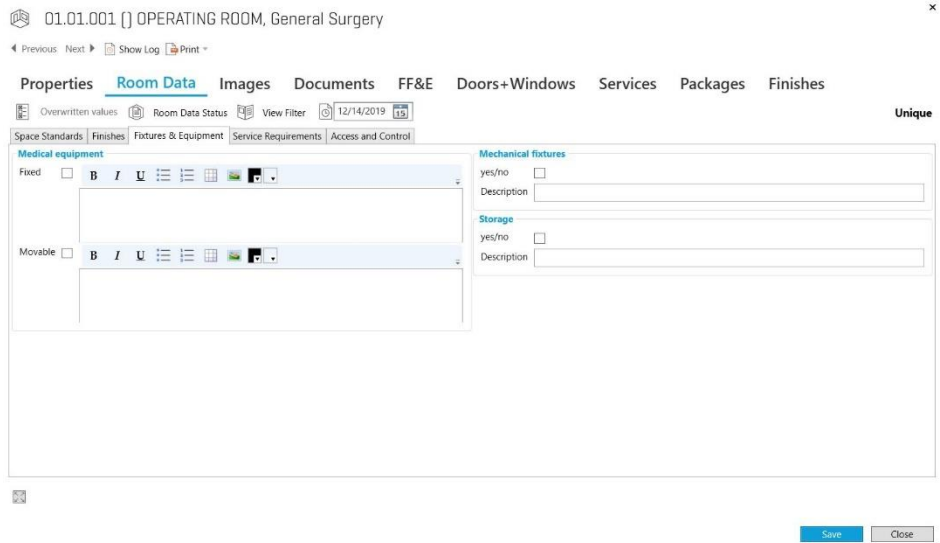 01.01.001 () OPERATING ROOM, General Surgery
Previous Next Show Log Print
Properties Room Data Images Documents FF&E Doors+Windows Services Packages Finishes
Overwritten values Room Data Status View Filter 12/14/2019 15 Unique
Space Standards Finishes Fixtures & Equipment Service Requirements Access and Control
Medical equipment
Fixed B I U
Movable B I U
Mechanical fixtures
yes/no
Description
Storage
yes/no
Description
Save Close